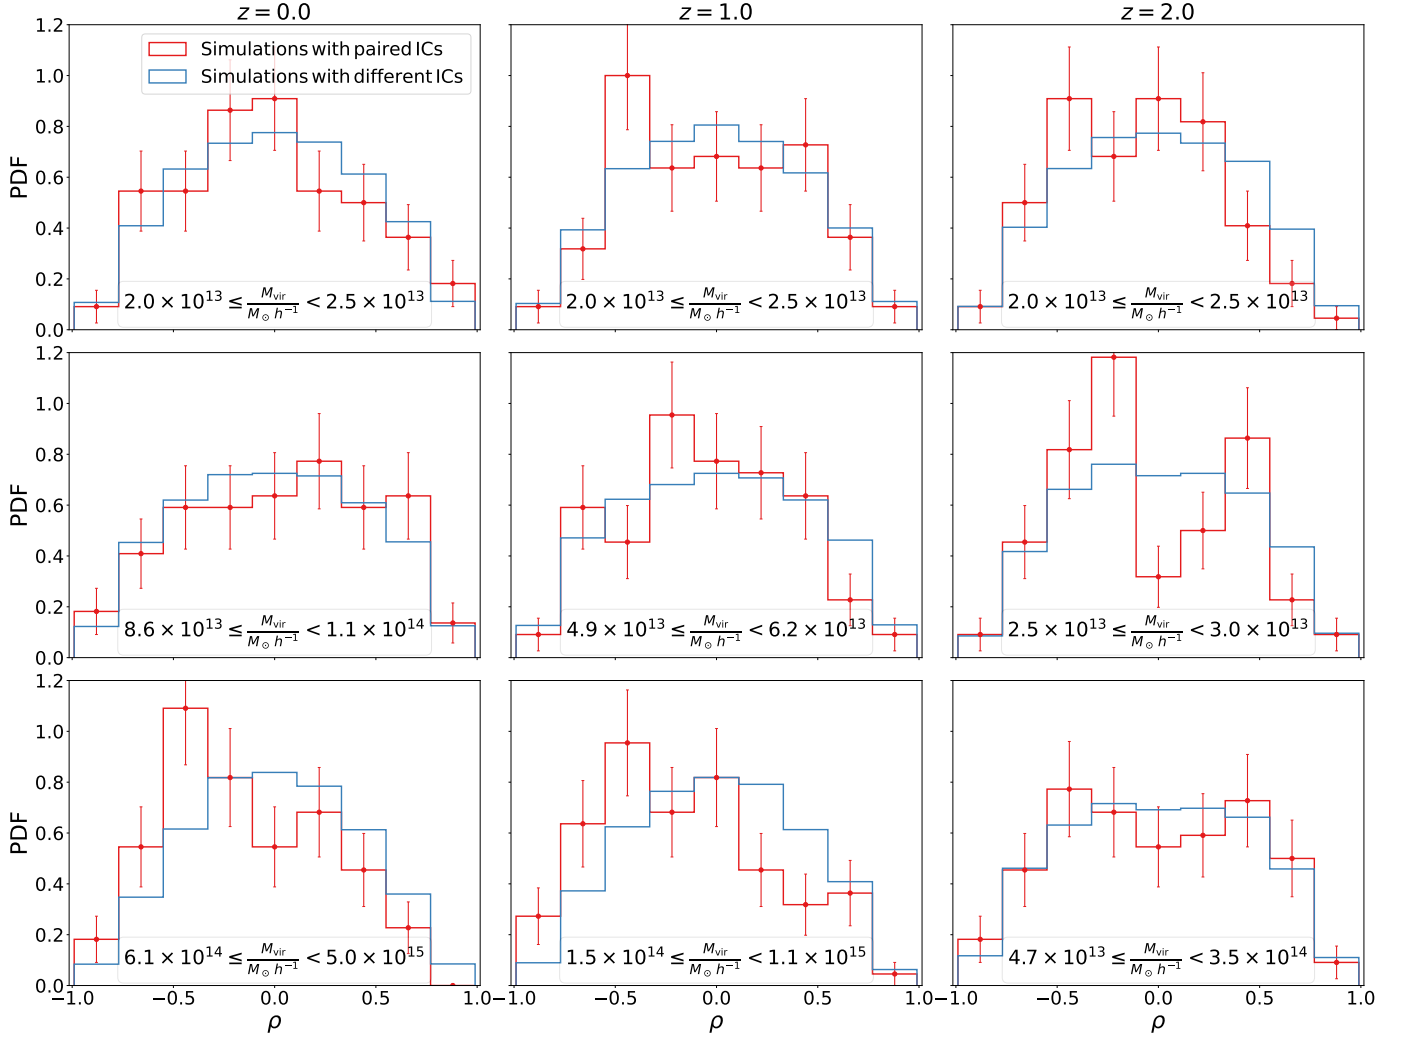 z = 0.0
z = 1.0
z = 2.0
Simulations with paired ICs
Simulations with different ICs
PDF
1.2
1.0
0.8
0.6
0.4
0.2
0.0
2.0 × 10^13 ≤ M_vir/(M_⊙ h^−1) < 2.5 × 10^13
2.0 × 10^13 ≤ M_vir/(M_⊙ h^−1) < 2.5 × 10^13
2.0 × 10^13 ≤ M_vir/(M_⊙ h^−1) < 2.5 × 10^13
PDF
1.2
1.0
0.8
0.6
0.4
0.2
0.0
8.6 × 10^13 ≤ M_vir/(M_⊙ h^−1) < 1.1 × 10^14
4.9 × 10^13 ≤ M_vir/(M_⊙ h^−1) < 6.2 × 10^13
2.5 × 10^13 ≤ M_vir/(M_⊙ h^−1) < 3.0 × 10^13
PDF
1.2
1.0
0.8
0.6
0.4
0.2
0.0
6.1 × 10^14 ≤ M_vir/(M_⊙ h^−1) < 5.0 × 10^15
1.5 × 10^14 ≤ M_vir/(M_⊙ h^−1) < 1.1 × 10^15
4.7 × 10^13 ≤ M_vir/(M_⊙ h^−1) < 3.5 × 10^14
−1.0 −0.5 0.0 0.5 1.0
−1.0 −0.5 0.0 0.5 1.0
−1.0 −0.5 0.0 0.5 1.0
ρ
ρ
ρ